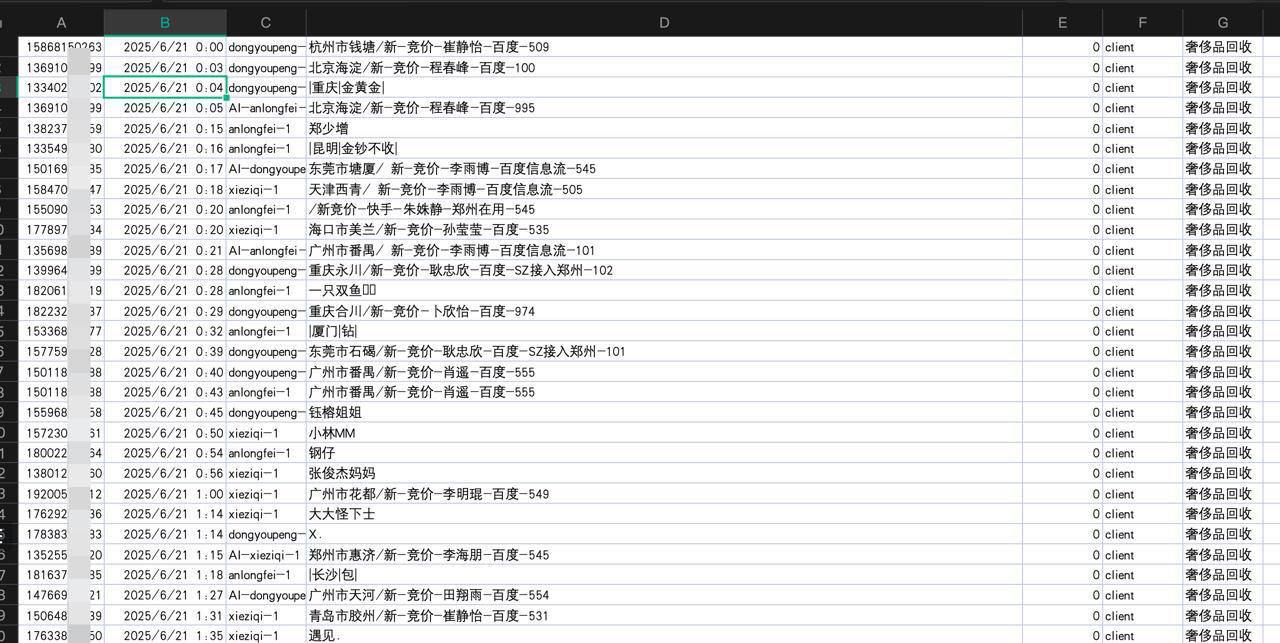 A B C D E F G
15868150263 2025/6/21 0:00 dongyoupeng- 杭州市钱塘/新-竞价-崔静怡-百度-509 0 client 奢侈品回收
136910 99 2025/6/21 0:03 dongyoupeng- 北京海淀/新-竞价-程春峰-百度-100 0 client 奢侈品回收
133402 02 2025/6/21 0:04 dongyoupeng- |重庆|金黄金| 0 client 奢侈品回收
136910 99 2025/6/21 0:05 AI-anlongfei- 北京海淀/新-竞价-程春峰-百度-995 0 client 奢侈品回收
138237 59 2025/6/21 0:15 anlongfei-1 郑少增 0 client 奢侈品回收
133549 80 2025/6/21 0:16 anlongfei-1 |昆明|金钞不收| 0 client 奢侈品回收
150169 85 2025/6/21 0:17 AI-dongyoupe 东莞市塘厦/ 新-竞价-李雨博-百度信息流-545 0 client 奢侈品回收
158470 47 2025/6/21 0:18 xieziqi-1 天津西青/ 新-竞价-李雨博-百度信息流-505 0 client 奢侈品回收
155090 53 2025/6/21 0:20 anlongfei-1 /新竞价-快手-朱姝静-郑州在用-545 0 client 奢侈品回收
177897 34 2025/6/21 0:20 xieziqi-1 海口市美兰/新-竞价-孙莹莹-百度-535 0 client 奢侈品回收
135698 89 2025/6/21 0:21 AI-anlongfei- 广州市番禺/ 新-竞价-李雨博-百度信息流-101 0 client 奢侈品回收
139964 99 2025/6/21 0:28 dongyoupeng- 重庆永川/新-竞价-耿忠欣-百度-SZ接入郑州-102 0 client 奢侈品回收
182061 19 2025/6/21 0:28 anlongfei-1 一只双鱼 0 client 奢侈品回收
182232 37 2025/6/21 0:29 dongyoupeng- 重庆合川/新-竞价-卜欣怡-百度-974 0 client 奢侈品回收
153368 77 2025/6/21 0:32 anlongfei-1 |厦门|钻| 0 client 奢侈品回收
157759 28 2025/6/21 0:39 dongyoupeng- 东莞市石碣/新-竞价-耿忠欣-百度-SZ接入郑州-101 0 client 奢侈品回收
150118 88 2025/6/21 0:40 dongyoupeng- 广州市番禺/新-竞价-肖遥-百度-555 0 client 奢侈品回收
150118 88 2025/6/21 0:43 anlongfei-1 广州市番禺/新-竞价-肖遥-百度-555 0 client 奢侈品回收
155968 58 2025/6/21 0:45 dongyoupeng- 钰榕姐姐 0 client 奢侈品回收
157230 61 2025/6/21 0:50 xieziqi-1 小林MM 0 client 奢侈品回收
180022 64 2025/6/21 0:54 anlongfei-1 钢仔 0 client 奢侈品回收
138012 60 2025/6/21 0:56 xieziqi-1 张俊杰妈妈 0 client 奢侈品回收
192005 12 2025/6/21 1:00 xieziqi-1 广州市花都/新-竞价-李明琨-百度-549 0 client 奢侈品回收
176292 36 2025/6/21 1:14 xieziqi-1 大大怪下士 0 client 奢侈品回收
178383 83 2025/6/21 1:14 dongyoupeng- X. 0 client 奢侈品回收
135255 20 2025/6/21 1:15 AI-xieziqi-1 郑州市惠济/新-竞价-李海朋-百度-545 0 client 奢侈品回收
181637 85 2025/6/21 1:18 anlongfei-1 |长沙|包| 0 client 奢侈品回收
147669 21 2025/6/21 1:27 AI-dongyoupe 广州市天河/新-竞价-田翔雨-百度-554 0 client 奢侈品回收
150648 39 2025/6/21 1:31 xieziqi-1 青岛市胶州/新-竞价-崔静怡-百度-531 0 client 奢侈品回收
176338 50 2025/6/21 1:35 xieziqi-1 遇见. 0 client 奢侈品回收